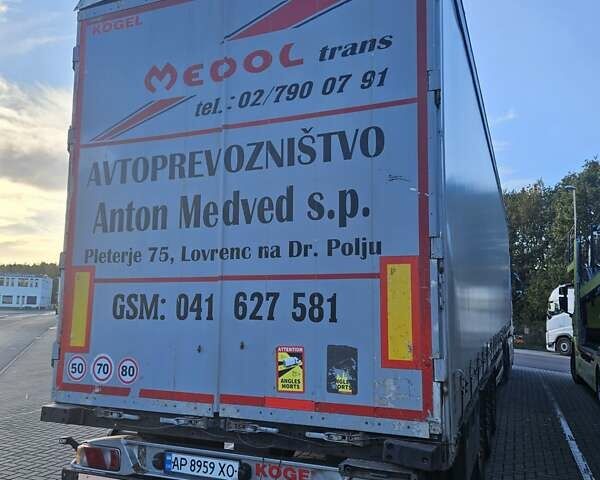 KÖGEL
MEDOL trans
tel.: 02/790 07 91
AVTOPREVOZNIŠTVO
Anton Medved s.p.
Pleterje 75, Lovrenc na Dr. Polju
GSM: 041 627 581
50 70 80
ATTENTION
ANGLES
MORTS
ANGLES
MORTS
AP 8959 XO
KÖGEL